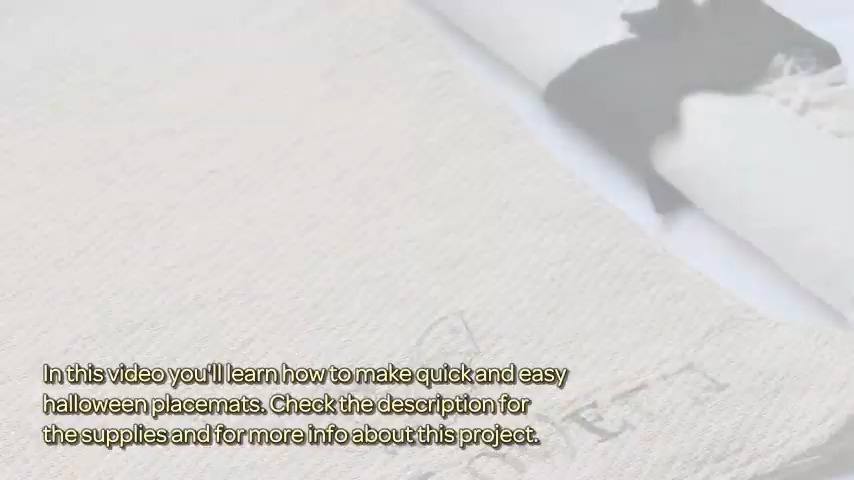 In this video you'll learn how to make quick and easy
halloween placemats. Check the description for
the supplies and for more info about this project.